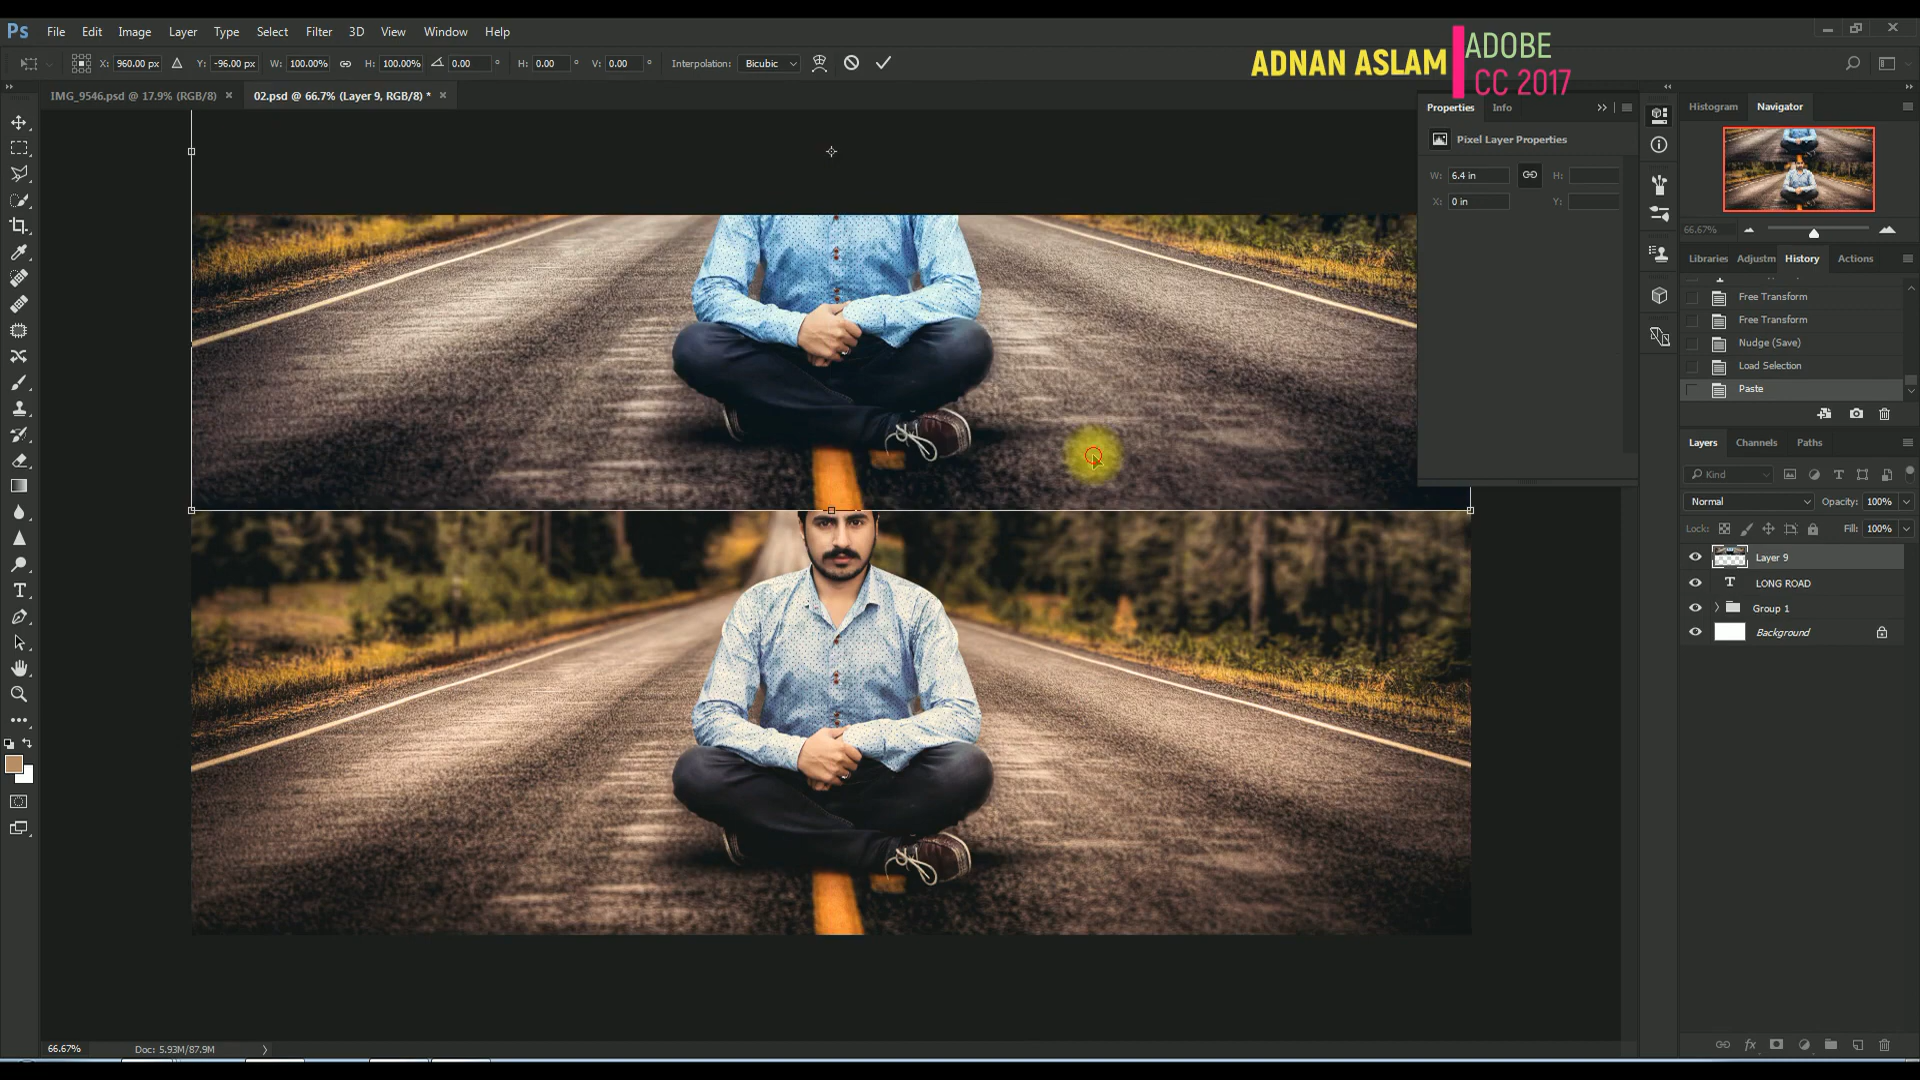 Ps File Edit Image Layer Type Select Filter 3D View Window Help
ADNAN ASLAM
ADOBE
CC 2017
X: 960.00 px Y: -96.00 px W: 100.00% H: 100.00% 0.00 ° H: 0.00 ° V: 0.00 ° Interpolation: Bicubic
IMG_9546.psd @ 17.9% (RGB/8) × 02.psd @ 66.7% (Layer 9, RGB/8) * ×
Properties Info
Pixel Layer Properties
W: 6.4 in H:
X: 0 in Y:
Histogram Navigator
66.67%
Libraries Adjustm History Actions
Free Transform
Free Transform
Nudge (Save)
Load Selection
Paste
Layers Channels Paths
Kind
Normal Opacity: 100%
Lock: Fill: 100%
Layer 9
T LONG ROAD
Group 1
Background
fx
66.67% Doc: 5.93M/87.9M